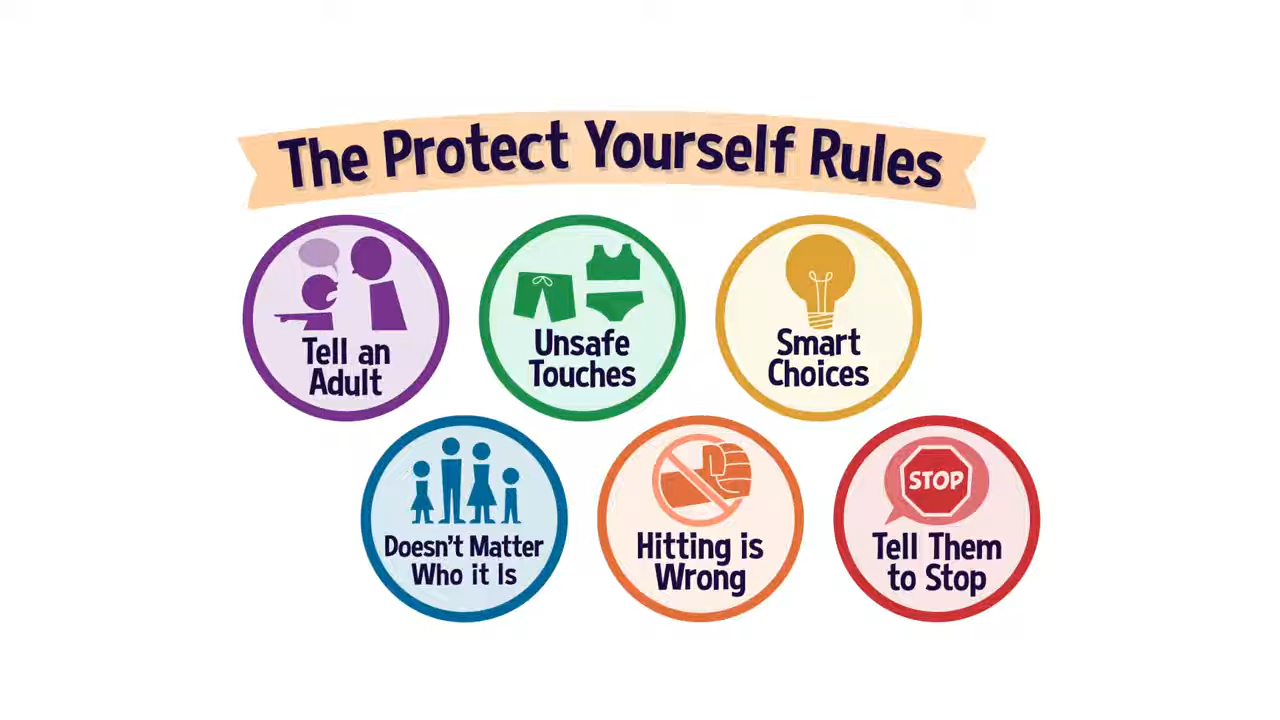 The Protect Yourself Rules
Tell an
Adult
Unsafe
Touches
Smart
Choices
Doesn't Matter
Who it Is
Hitting is
Wrong
STOP
Tell Them
to Stop